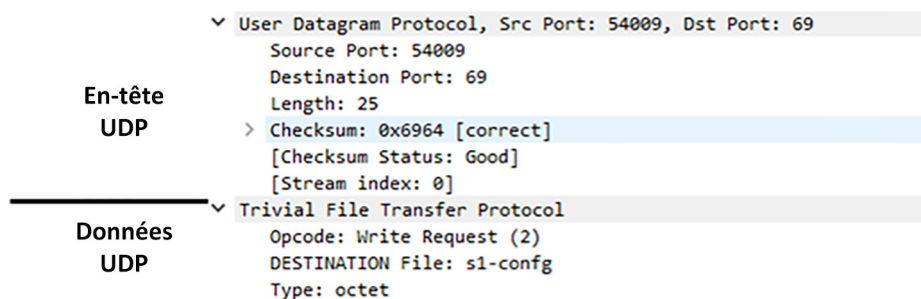 User Datagram Protocol, Src Port: 54009, Dst Port: 69
Source Port: 54009
Destination Port: 69
Length: 25
Checksum: 0x6964 [correct]
[Checksum Status: Good]
[Stream index: 0]
En-tête
UDP
Trivial File Transfer Protocol
Opcode: Write Request (2)
DESTINATION File: s1-confg
Type: octet
Données
UDP